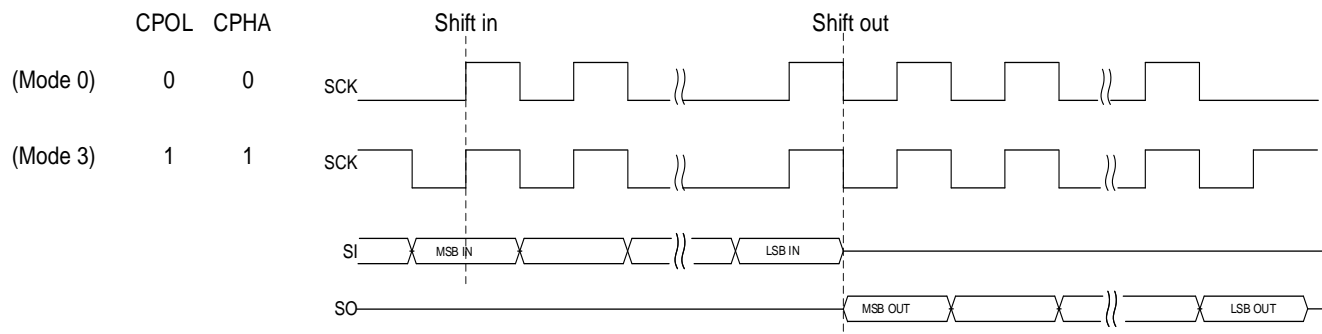 CPOL CPHA Shift in Shift out
(Mode 0) 0 0 SCK
(Mode 3) 1 1 SCK
SI MSB IN LSB IN
SO MSB OUT LSB OUT